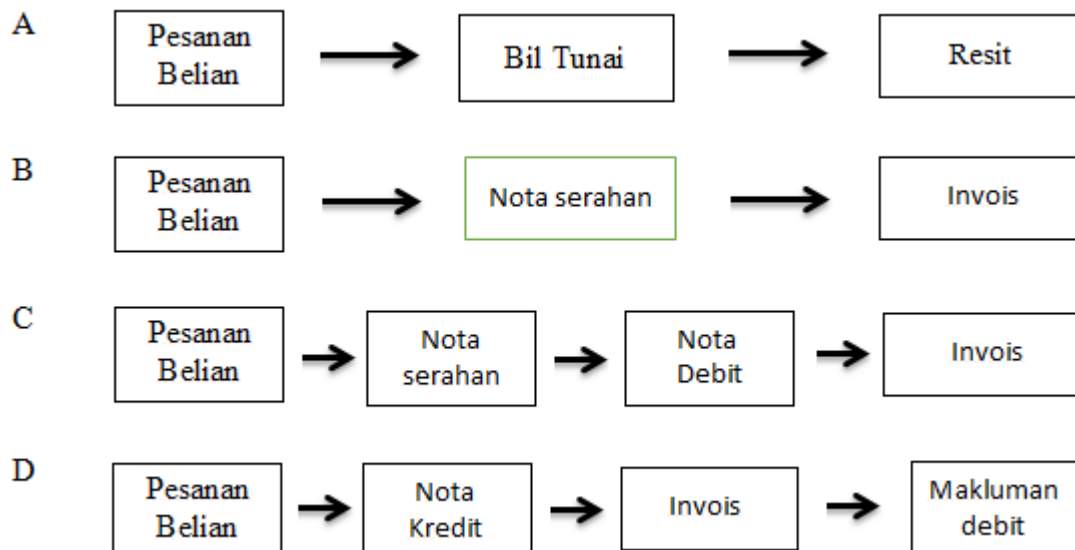 A
Pesanan
Belian
Bil Tunai
Resit
B
Pesanan
Belian
Nota serahan
Invois
C
Pesanan
Belian
Nota
serahan
Nota
Debit
Invois
D
Pesanan
Belian
Nota
Kredit
Invois
Makluman
debit